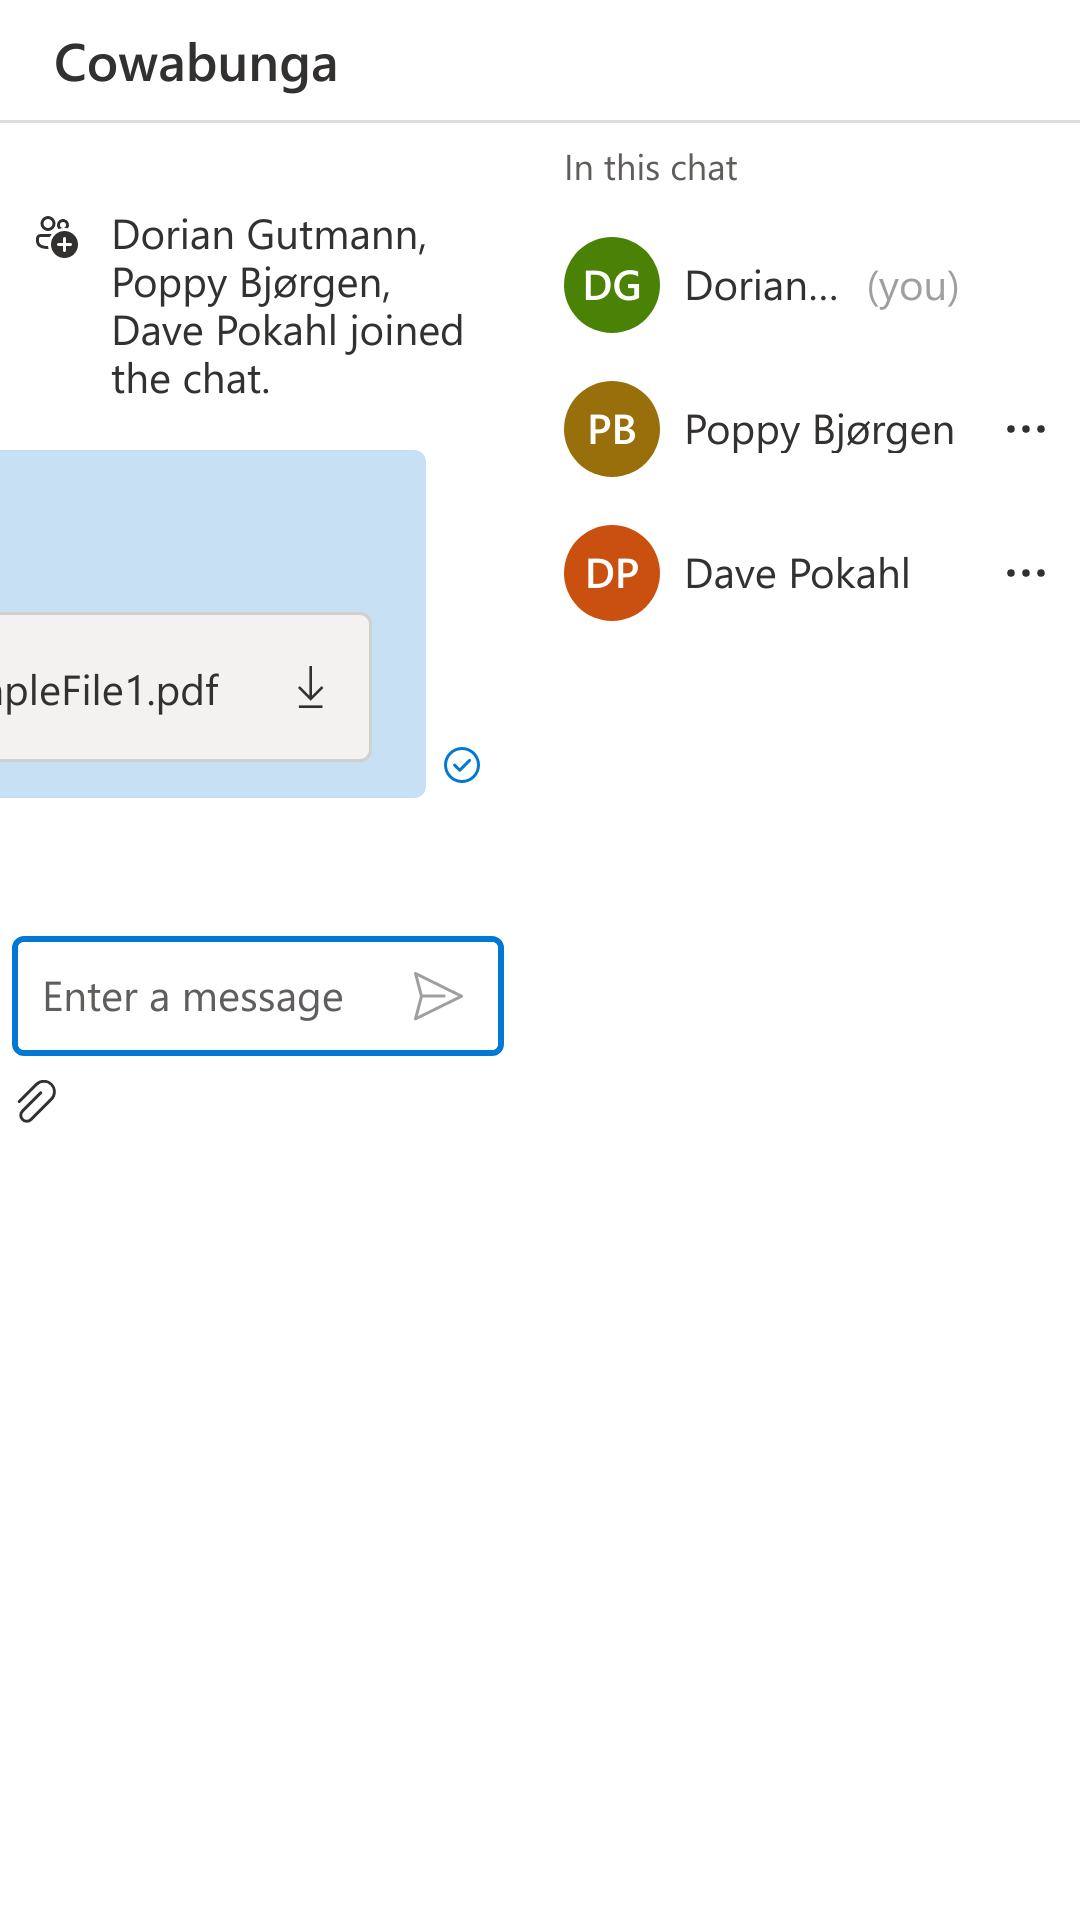 Cowabunga
Dorian Gutmann,
Poppy Bjørgen,
Dave Pokahl joined
the chat.
pleFile1.pdf
Enter a message
In this chat
DG Dorian... (you)
PB Poppy Bjørgen
DP Dave Pokahl